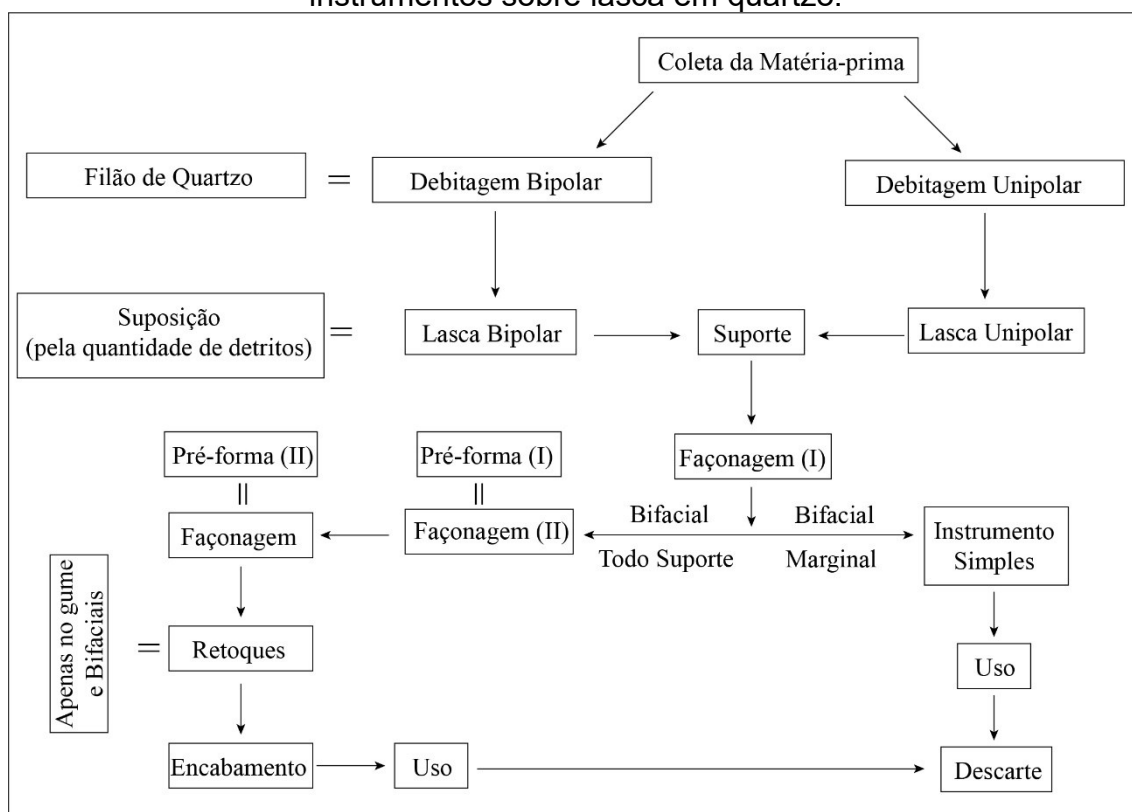 instrumentos sobre lasca em quartzo.
Coleta da Matéria-prima
Filão de Quartzo
=
Debitagem Bipolar
Debitagem Unipolar
Suposição
(pela quantidade de detritos)
=
Lasca Bipolar
Suporte
Lasca Unipolar
Pré-forma (II)
Pré-forma (I)
Façonagem (I)
=
=
Façonagem
Façonagem (II)
Bifacial
Todo Suporte
Bifacial
Marginal
Instrumento
Simples
Apenas no gume
e Bifaciais
=
Retoques
Uso
Encabamento
Uso
Descarte